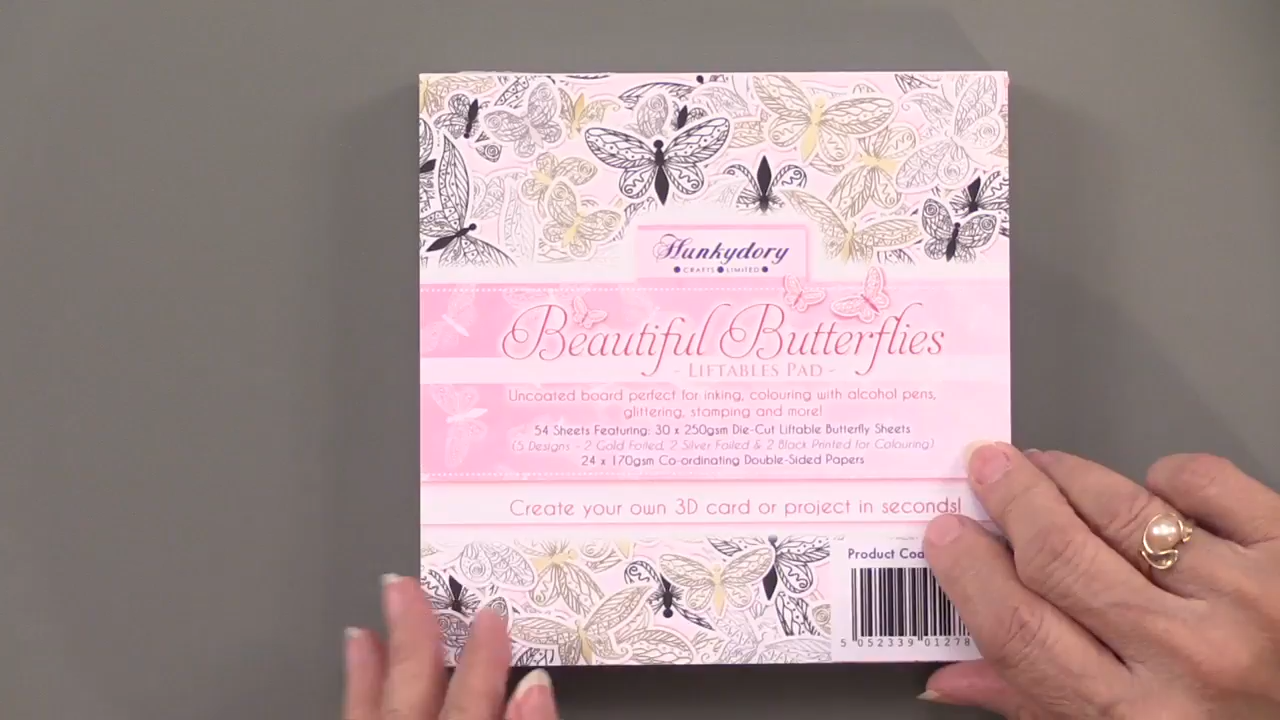 Hunkydory
CRAFTS LIMITED
Beautiful Butterflies
- LIFTABLES PAD -
Uncoated board perfect for inking, colouring with alcohol pens,
glittering, stamping and more!
54 Sheets Featuring: 30 x 250gsm Die-Cut Liftable Butterfly Sheets
(5 Designs - 2 Gold Foiled, 2 Silver Foiled & 2 Black Printed for Colouring)
24 x 170gsm Co-ordinating Double-Sided Papers
Create your own 3D card or project in seconds!
Product
5 052339 01278